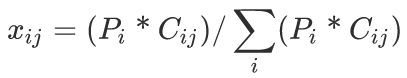 x_{ij} = (P_i * C_{ij}) / \sum_i (P_i * C_{ij})